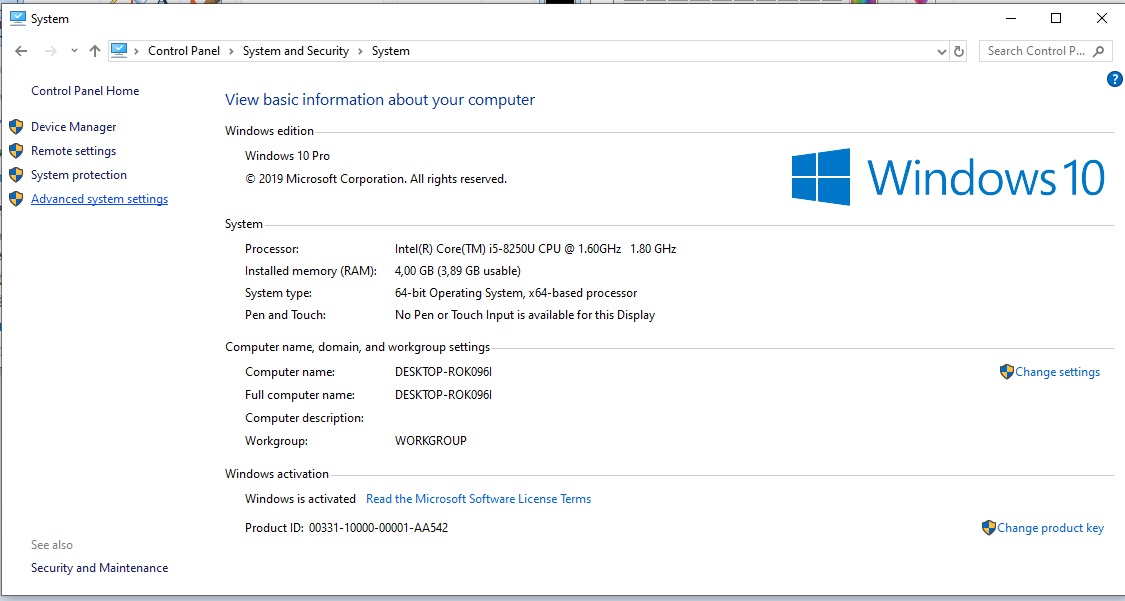 System
Control Panel > System and Security > System
Search Control P...
?
Control Panel Home
Device Manager
Remote settings
System protection
Advanced system settings
View basic information about your computer
Windows edition
Windows 10 Pro
© 2019 Microsoft Corporation. All rights reserved.
Windows 10
System
Processor: Intel(R) Core(TM) i5-8250U CPU @ 1.60GHz 1.80 GHz
Installed memory (RAM): 4,00 GB (3,89 GB usable)
System type: 64-bit Operating System, x64-based processor
Pen and Touch: No Pen or Touch Input is available for this Display
Computer name, domain, and workgroup settings
Computer name: DESKTOP-ROK096I
Change settings
Full computer name: DESKTOP-ROK096I
Computer description:
Workgroup: WORKGROUP
Windows activation
Windows is activated Read the Microsoft Software License Terms
Product ID: 00331-10000-00001-AA542
Change product key
See also
Security and Maintenance